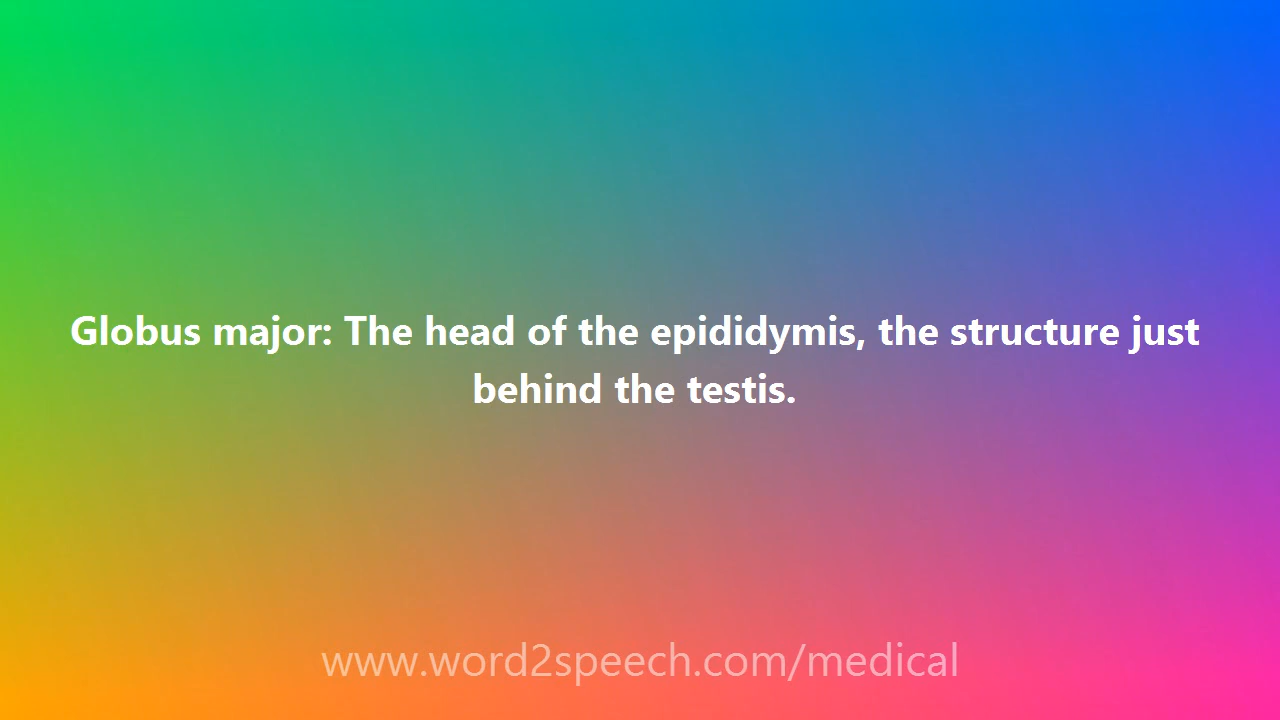 Globus major: The head of the epididymis, the structure just
behind the testis.
www.word2speech.com/medical